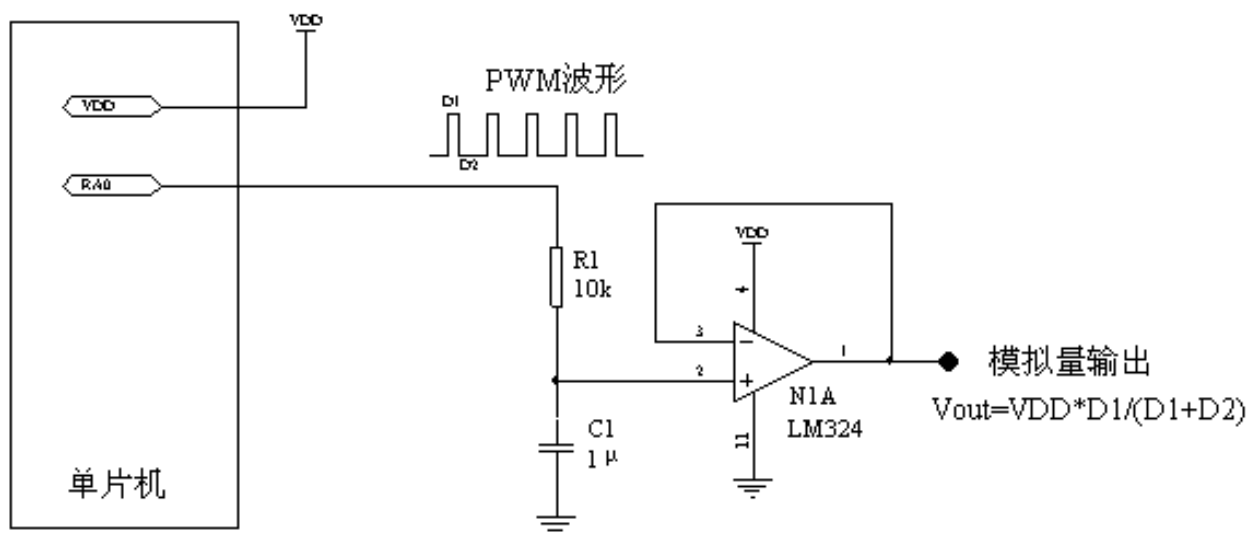 VDD
PWM波形
VDD
D1
D2
RA0
VDD
R1
10k
4
3
1
2
模拟量输出
N1A
Vout=VDD*D1/(D1+D2)
LM324
C1
1μ
11
单片机